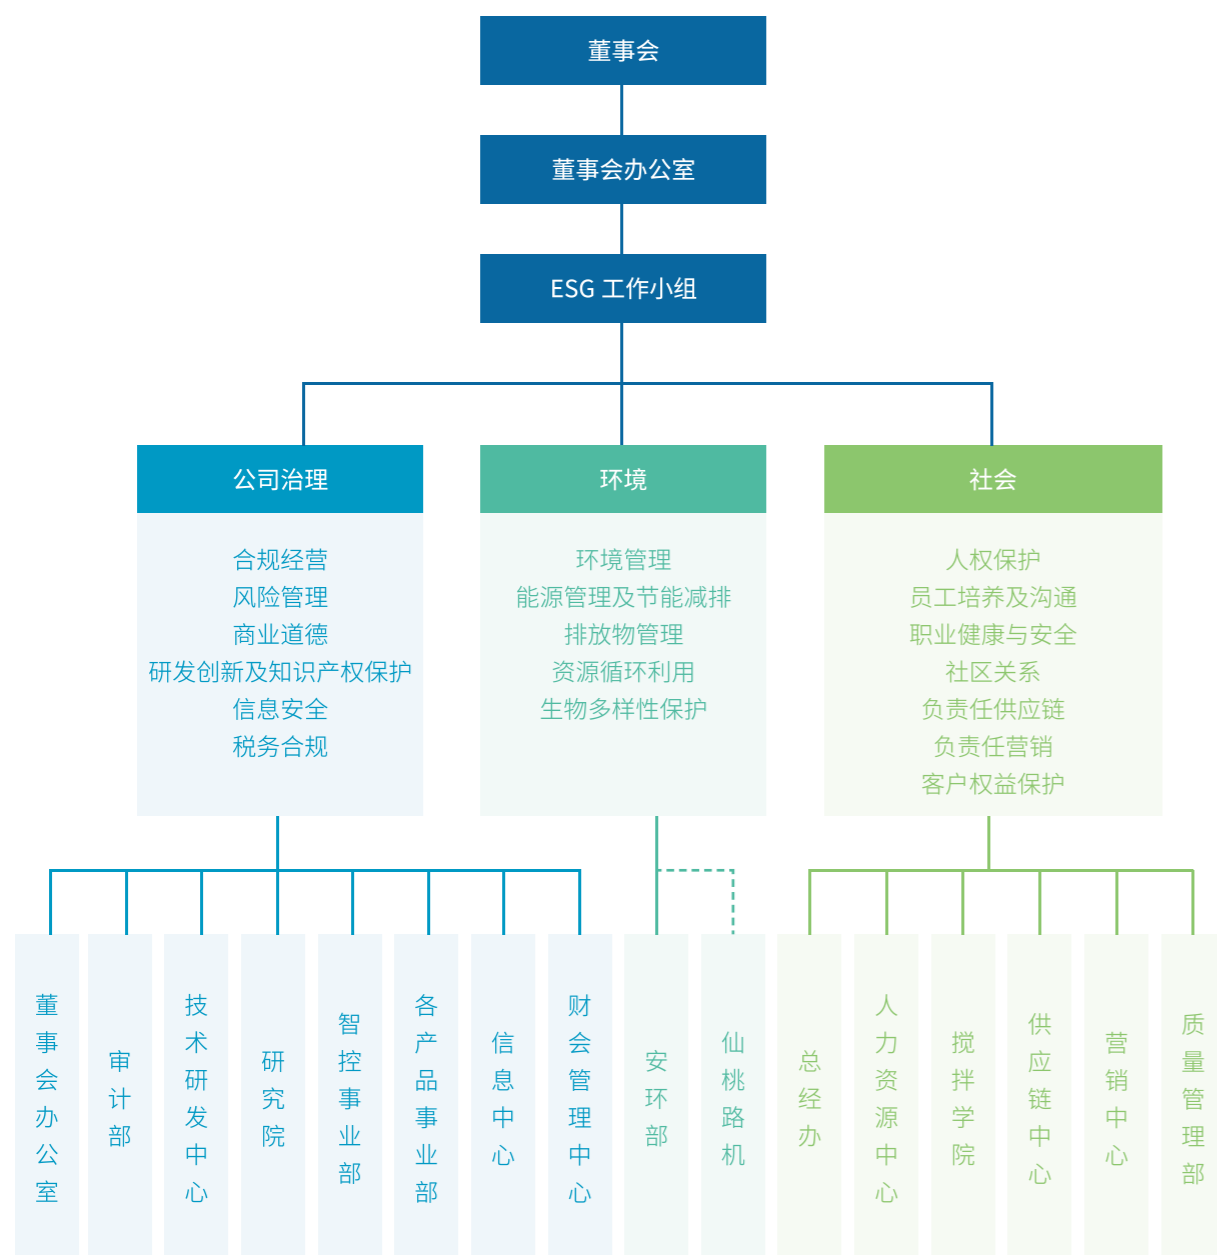 董事会
董事会办公室
ESG 工作小组
公司治理
合规经营
风险管理
商业道德
研发创新及知识产权保护
信息安全
税务合规
环境
环境管理
能源管理及节能减排
排放物管理
资源循环利用
生物多样性保护
社会
人权保护
员工培养及沟通
职业健康与安全
社区关系
负责任供应链
负责任营销
客户权益保护
董事会办公室
审计部
技术研发中心
研究院
智控事业部
各产品事业部
信息中心
财会管理中心
安环部
仙桃路机
总经办
人力资源中心
搅拌学院
供应链中心
营销中心
质量管理部